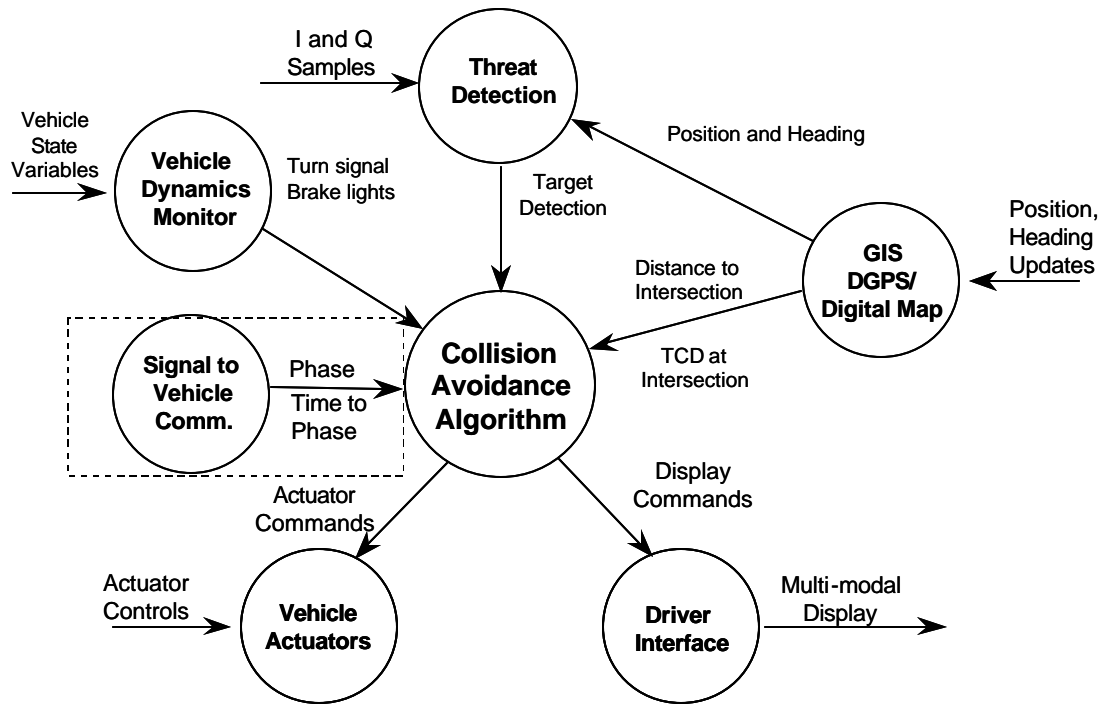 I and Q
Samples
Threat
Detection
Position and Heading
Vehicle
State
Variables
Vehicle
Dynamics
Monitor
Turn signal
Brake lights
Target
Detection
Position,
Heading
Updates
GIS
DGPS/
Digital Map
Distance to
Intersection
TCD at
Intersection
Signal to
Vehicle
Comm.
Phase
Time to
Phase
Collision
Avoidance
Algorithm
Actuator
Commands
Display
Commands
Actuator
Controls
Vehicle
Actuators
Driver
Interface
Multi-modal
Display